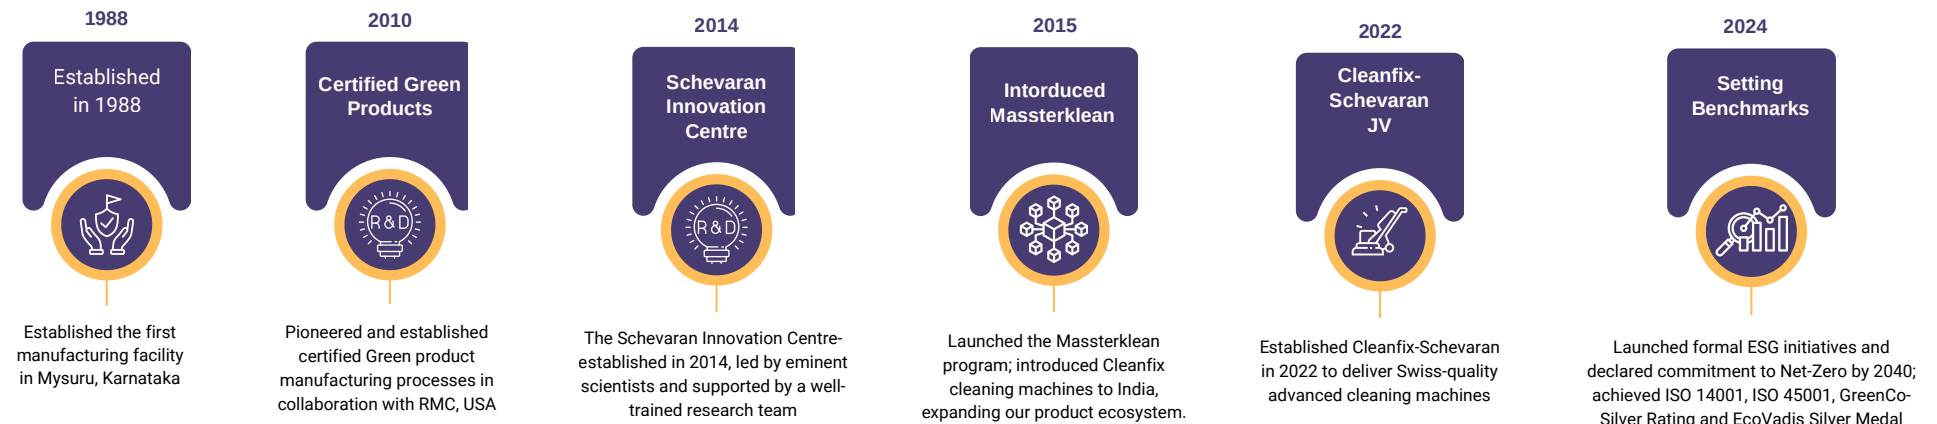 1988
Established
in 1988
Established the first
manufacturing facility
in Mysuru, Karnataka
2010
Certified Green
Products
R&D
Pioneered and established
certified Green product
manufacturing processes in
collaboration with RMC, USA
2014
Schevaran
Innovation
Centre
R&D
The Schevaran Innovation Centre-
established in 2014, led by eminent
scientists and supported by a well-
trained research team
2015
Intorduced
Massterklean
Launched the Massterklean
program; introduced Cleanfix
cleaning machines to India,
expanding our product ecosystem.
2022
Cleanfix-
Schevaran
JV
Established Cleanfix-Schevaran
in 2022 to deliver Swiss-quality
advanced cleaning machines
2024
Setting
Benchmarks
Launched formal ESG initiatives and
declared commitment to Net-Zero by 2040;
achieved ISO 14001, ISO 45001, GreenCo-
Silver Rating and EcoVadis Silver Medal